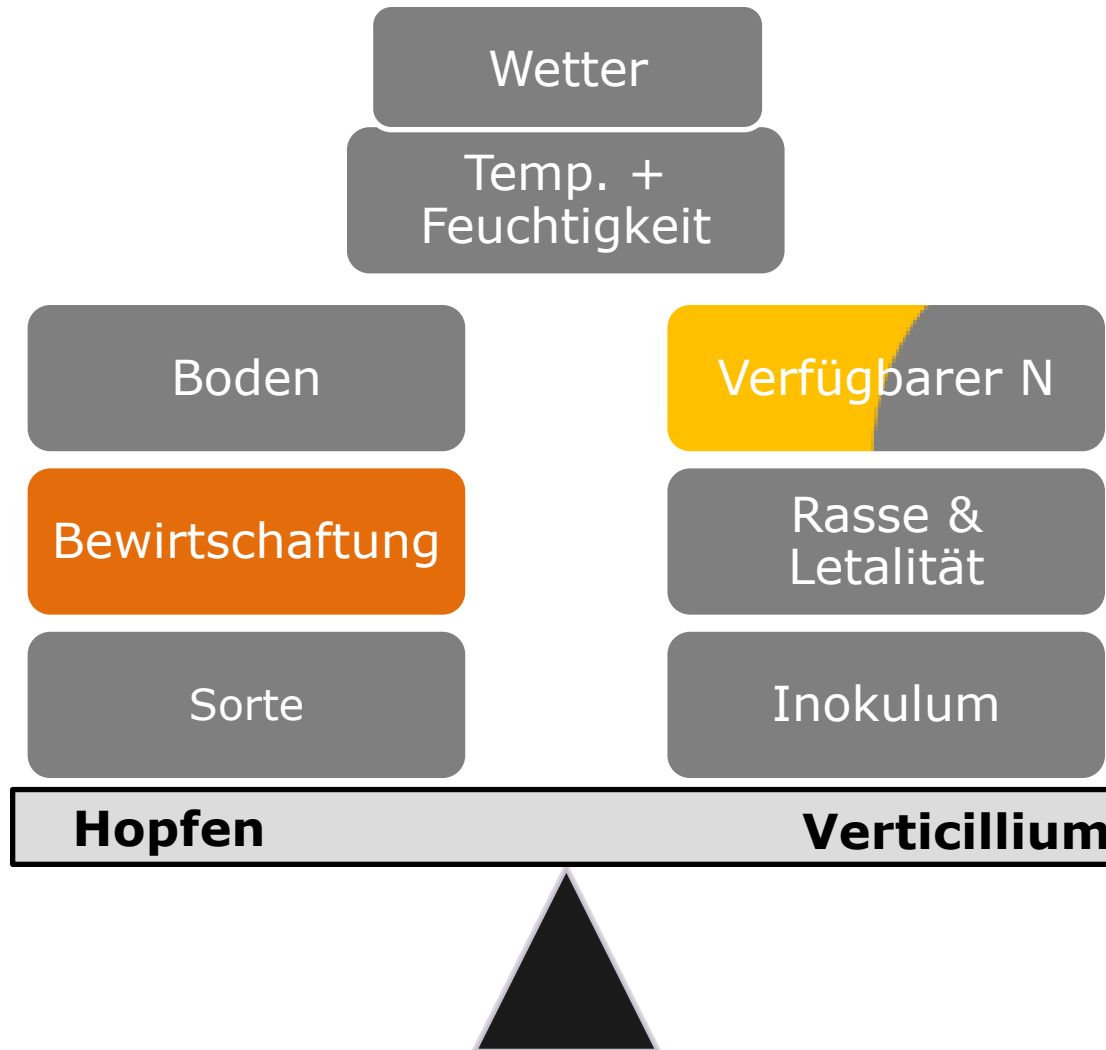 Wetter
Temp. +
Feuchtigkeit
Boden
Verfügbarer N
Bewirtschaftung
Rasse &
Letalität
Sorte
Inokulum
Hopfen
Verticillium